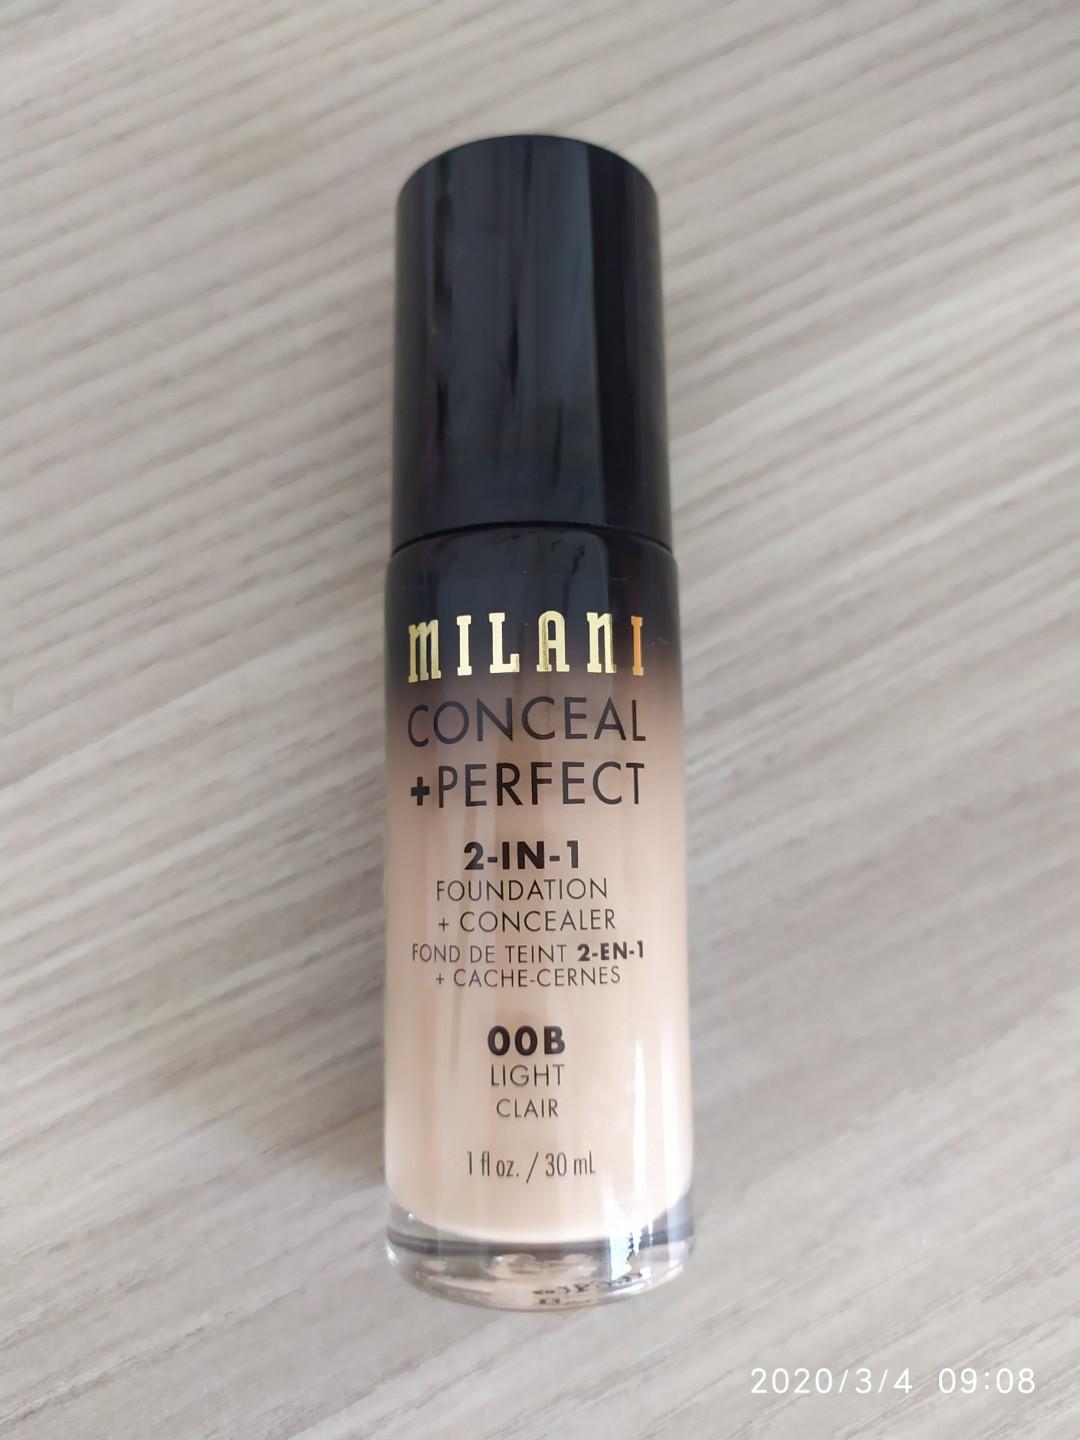 MILANI
CONCEAL
+PERFECT
2-IN-1
FOUNDATION
+ CONCEALER
FOND DE TEINT 2-EN-1
+ CACHE-CERNES
00B
LIGHT
CLAIR
1 fl oz. / 30 mL
2020/3/4 09:08